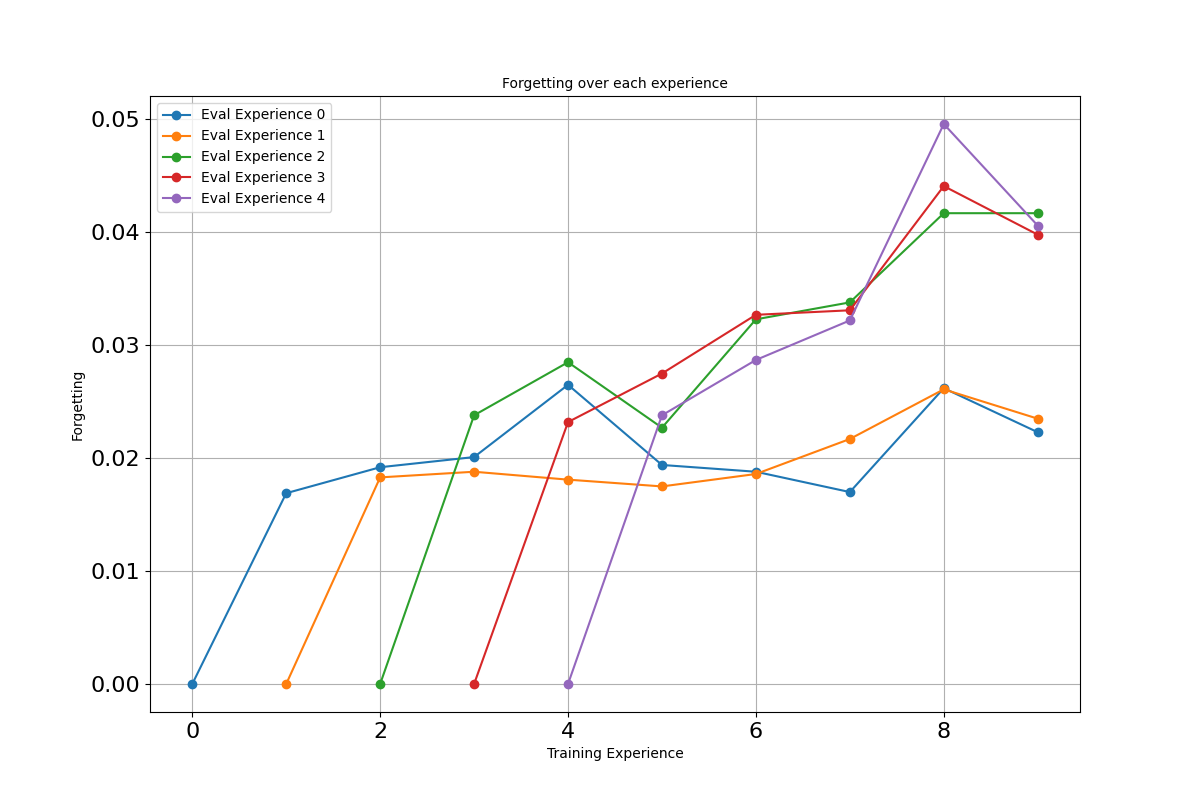 Forgetting over each experience
Eval Experience 0
Eval Experience 1
Eval Experience 2
Eval Experience 3
Eval Experience 4
0.05
0.04
0.03
0.02
0.01
0.00
Forgetting
0 2 4 6 8
Training Experience